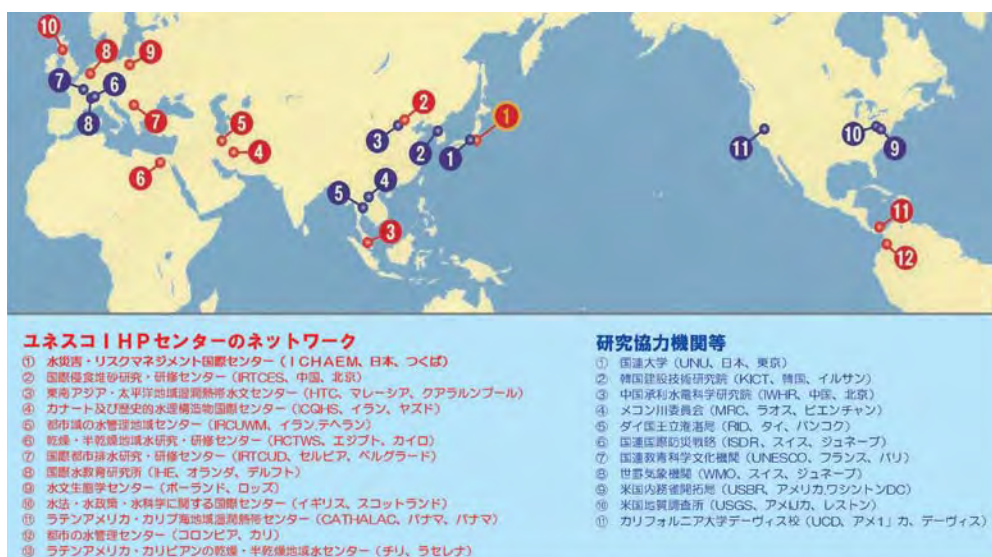 ⑩ ⑧ ⑨
⑦ ⑥
⑧ ⑦ ⑤ ④ ⑥
② ③ ② ① ①
⑤ ④ ③
⑪ ⑩ ⑨
⑪ ⑫
ユネスコIHPセンターのネットワーク
① 水災害・リスクマネジメント国際センター(ICHAEM、日本、つくば)
② 国際侵食堆砂研究・研修センター(IRTCES、中国、北京)
③ 東南アジア・太平洋地域湿潤熱帯水文センター(HTC、マレーシア、クアラルンプール)
④ カナート及び歴史的水理構造物国際センター(ICQHS、イラン、ヤズド)
⑤ 都市域の水管理地域センター(IRCUWM、イラン、テヘラン)
⑥ 乾燥・半乾燥地域水研究・研修センター(RCTWS、エジプト、カイロ)
⑦ 国際都市排水研究・研修センター(IRTCUD、セルビア、ベルグラード)
⑧ 国際水教育研究所(IHE、オランダ、デルフト)
⑨ 水文生態学センター(ポーランド、ロッズ)
⑩ 水法・水政策・水科学に関する国際センター(イギリス、スコットランド)
⑪ ラテンアメリカ・カリブ海地域湿潤熱帯センター(CATHALAC、パナマ、パナマ)
⑫ 都市の水管理センター(コロンビア、カリ)
⑬ ラテンアメリカ・カリビアンの乾燥・半乾燥地域水センター(チリ、ラセレナ)
研究協力機関等
① 国連大学(UNU、日本、東京)
② 韓国建設技術研究院(KICT、韓国、イルサン)
③ 中国承利水電科学研究院(IWHR、中国、北京)
④ メコン川委員会(MRC、ラオス、ビエンチャン)
⑤ ダイ国王立潅漑局(RID、タイ、バンコク)
⑥ 国連国際防災戦略(ISDR、スイス、ジュネーブ)
⑦ 国連教育科学文化機関(UNESCO、フランス、パリ)
⑧ 世界気象機関(WMO、スイス、ジュネーブ)
⑨ 米国内務省開拓局(USBR、アメリカ,ワシントンDC)
⑩ 米国地質調査所(USGS、アメリカ、レストン)
⑪ カリフォルニア大学デーヴィス校(UCD、アメ1」カ、デーヴィス)